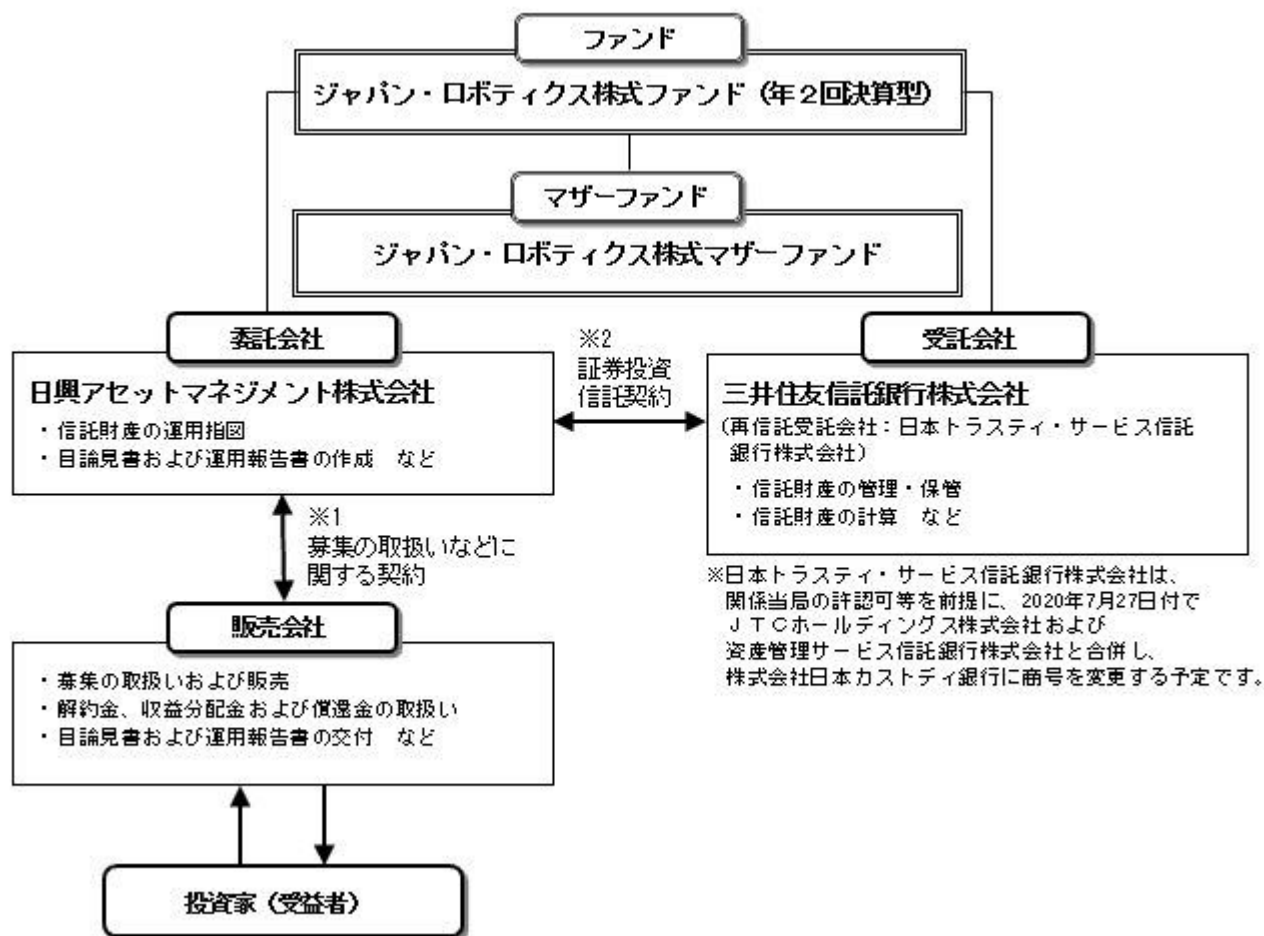 ファンド
ジャパン・ロボティクス株式ファンド（年２回決算型）
マザーファンド
ジャパン・ロボティクス株式マザーファンド
委託会社
日興アセットマネジメント株式会社
・信託財産の運用指図
・目論見書および運用報告書の作成　など
※2
証券投資
信託契約
受託会社
三井住友信託銀行株式会社
（再信託受託会社：日本トラスティ・サービス信託
銀行株式会社）
・信託財産の管理・保管
・信託財産の計算　など
※1
募集の取扱いなどに
関する契約
※日本トラスティ・サービス信託銀行株式会社は、
関係当局の許認可等を前提に、2020年7月27日付で
ＪＴＣホールディングス株式会社および
資産管理サービス信託銀行株式会社と合併し、
株式会社日本カストディ銀行に商号を変更する予定です。
販売会社
・募集の取扱いおよび販売
・解約金、収益分配金および償還金の取扱い
・目論見書および運用報告書の交付　など
投資家（受益者）